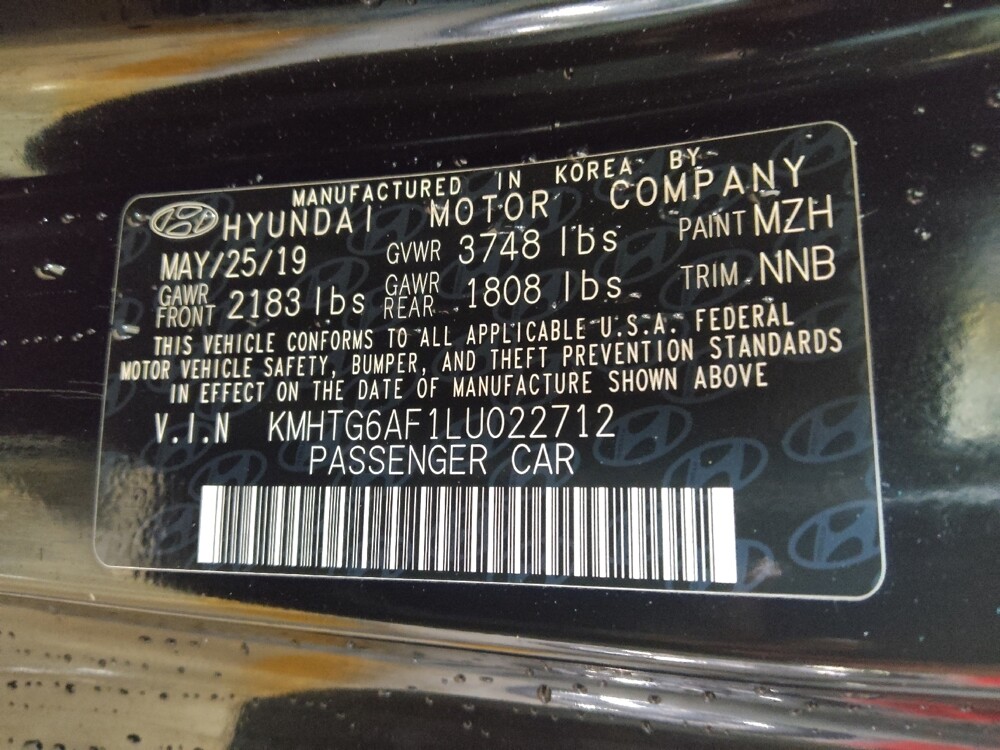 MANUFACTURED IN KOREA BY
HYUNDAI MOTOR COMPANY
MAY/25/19 GVWR 3748 lbs PAINT MZH
GAWR FRONT 2183 lbs GAWR REAR 1808 lbs TRIM NNB
THIS VEHICLE CONFORMS TO ALL APPLICABLE U.S.A. FEDERAL
MOTOR VEHICLE SAFETY, BUMPER, AND THEFT PREVENTION STANDARDS
IN EFFECT ON THE DATE OF MANUFACTURE SHOWN ABOVE
V.I.N KMHTG6AF1LU022712
PASSENGER CAR